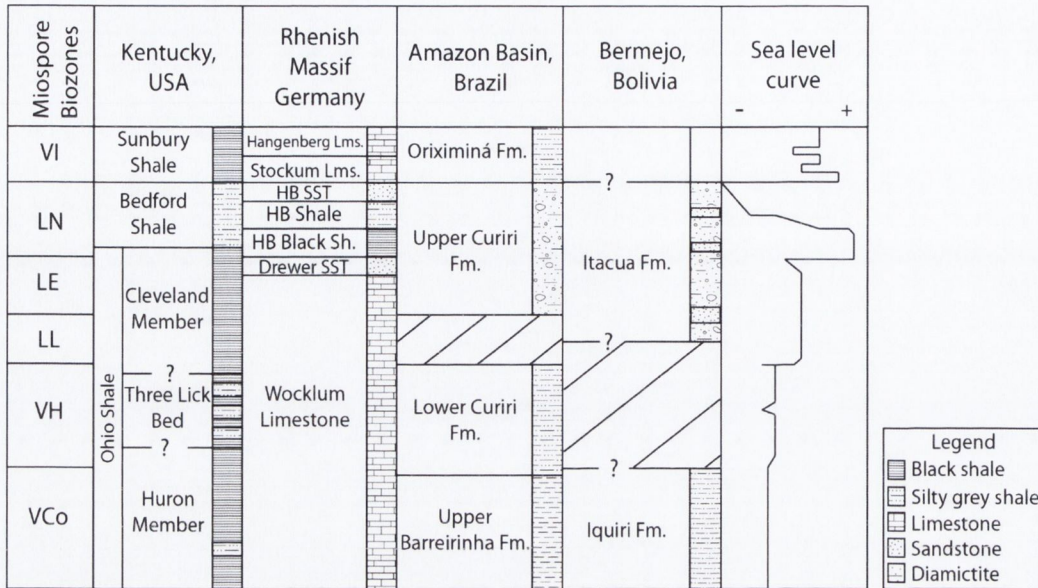 Miospore
Biozones
Kentucky,
USA
Rhenish
Massif
Germany
Amazon Basin,
Brazil
Bermejo,
Bolivia
Sea level
curve
- +
VI
LN
LE
LL
VH
VCo
Ohio Shale
Sunbury
Shale
Bedford
Shale
Cleveland
Member
?
Three Lick
Bed
?
Huron
Member
Hangenberg Lms.
Stockum Lms.
HB SST
HB Shale
HB Black Sh.
Drewer SST
Wocklum
Limestone
Oriximiná Fm.
Upper Curiri
Fm.
Lower Curiri
Fm.
Upper
Barreirinha Fm.
?
Itacua Fm.
?
?
Iquiri Fm.
Legend
Black shale
Silty grey shale
Limestone
Sandstone
Diamictite